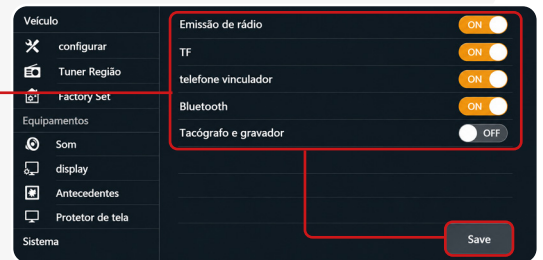 Veículo
configurar
Tuner Região
Factory Set
Equipamentos
Som
display
Antecedentes
Protetor de tela
Sistema
Emissão de rádio ON
TF ON
telefone vinculador ON
Bluetooth ON
Tacógrafo e gravador OFF
Save